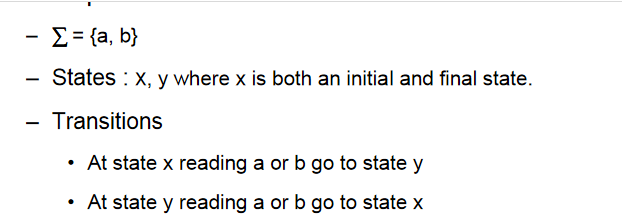 – ∑= {a, b}
– States : x, y where x is both an initial and final state.
– Transitions
• At state x reading a or b go to state y
• At state y reading a or b go to state x